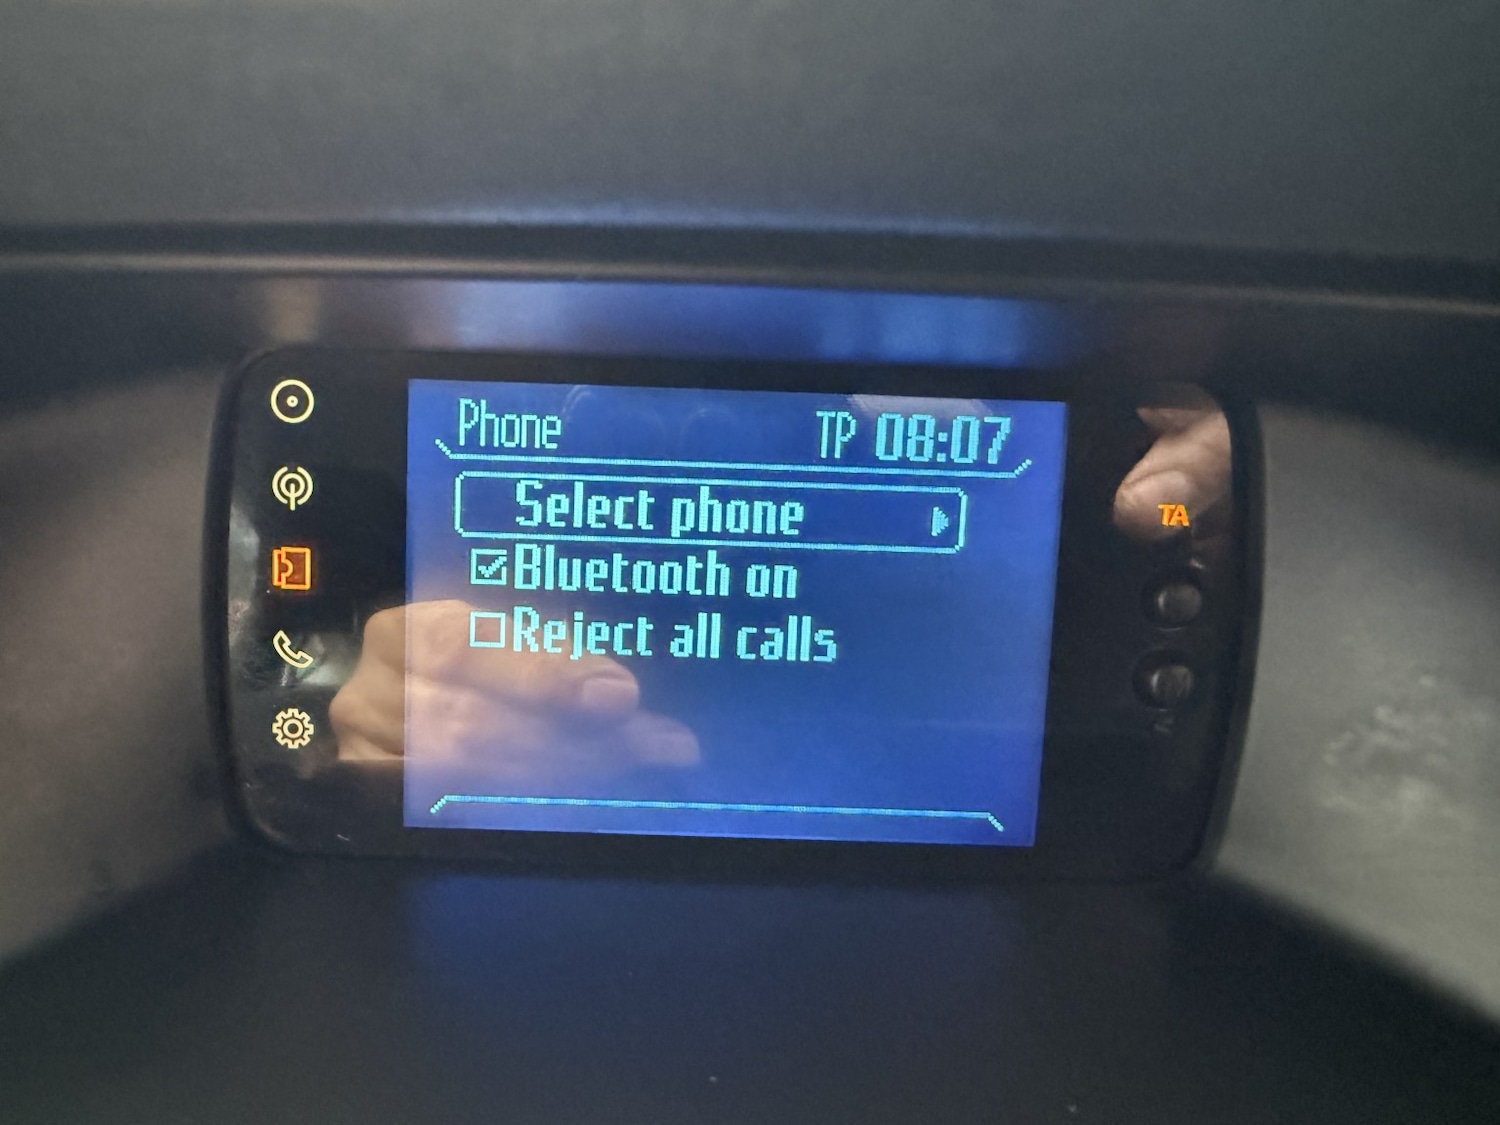 Phone TP 08:07
Select phone
Bluetooth on
Reject all calls
TA